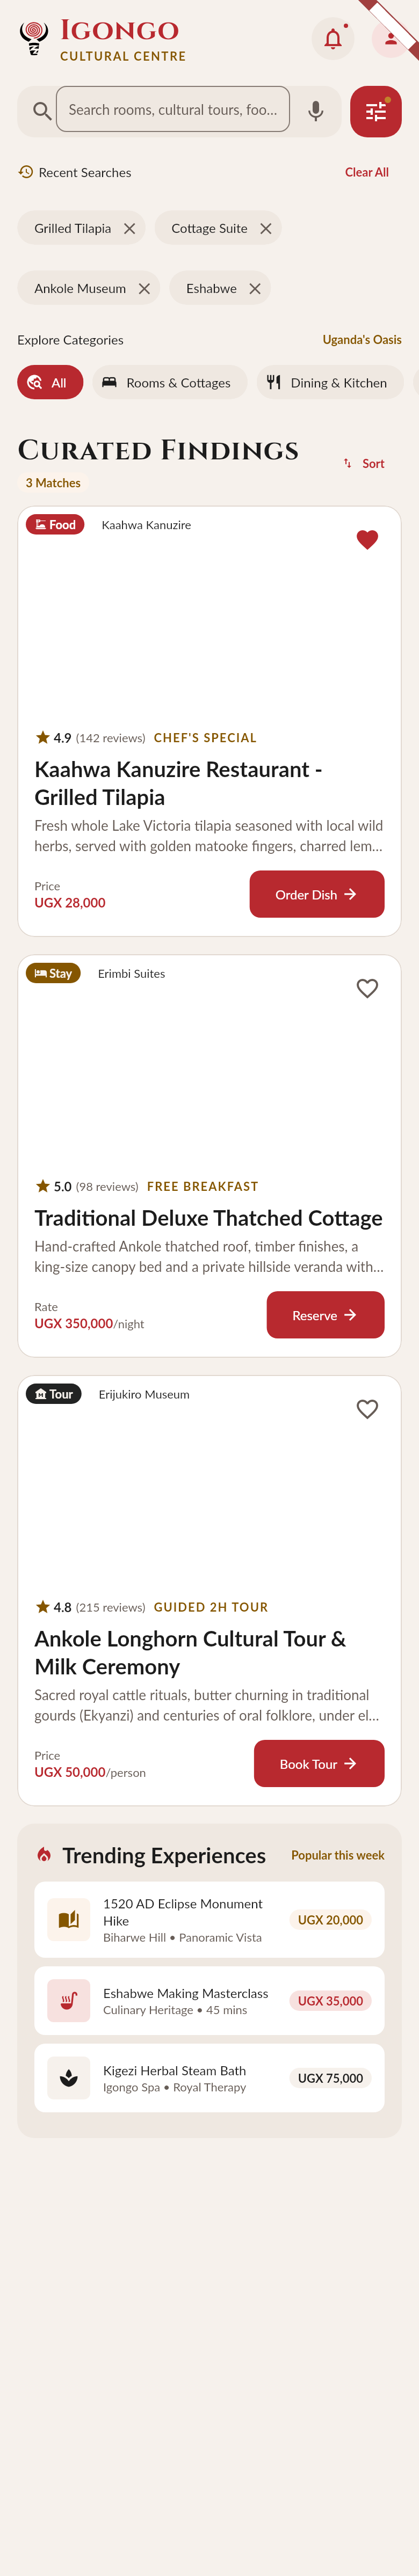 IGONGO
CULTURAL CENTRE
Search rooms, cultural tours, foo...
Recent Searches
Clear All
Grilled Tilapia
Cottage Suite
Ankole Museum
Eshabwe
Explore Categories
Uganda's Oasis
All
Rooms & Cottages
Dining & Kitchen
CURATED FINDINGS
Sort
3 Matches
Food
Kaahwa Kanuzire
4.9 (142 reviews) CHEF'S SPECIAL
Kaahwa Kanuzire Restaurant -
Grilled Tilapia
Fresh whole Lake Victoria tilapia seasoned with local wild
herbs, served with golden matooke fingers, charred lem...
Price
UGX 28,000
Order Dish
Stay
Erimbi Suites
5.0 (98 reviews) FREE BREAKFAST
Traditional Deluxe Thatched Cottage
Hand-crafted Ankole thatched roof, timber finishes, a
king-size canopy bed and a private hillside veranda with...
Rate
UGX 350,000/night
Reserve
Tour
Erijukiro Museum
4.8 (215 reviews) GUIDED 2H TOUR
Ankole Longhorn Cultural Tour &
Milk Ceremony
Sacred royal cattle rituals, butter churning in traditional
gourds (Ekyanzi) and centuries of oral folklore, under el...
Price
UGX 50,000/person
Book Tour
Trending Experiences
Popular this week
1520 AD Eclipse Monument
Hike
Biharwe Hill • Panoramic Vista
UGX 20,000
Eshabwe Making Masterclass
Culinary Heritage • 45 mins
UGX 35,000
Kigezi Herbal Steam Bath
Igongo Spa • Royal Therapy
UGX 75,000